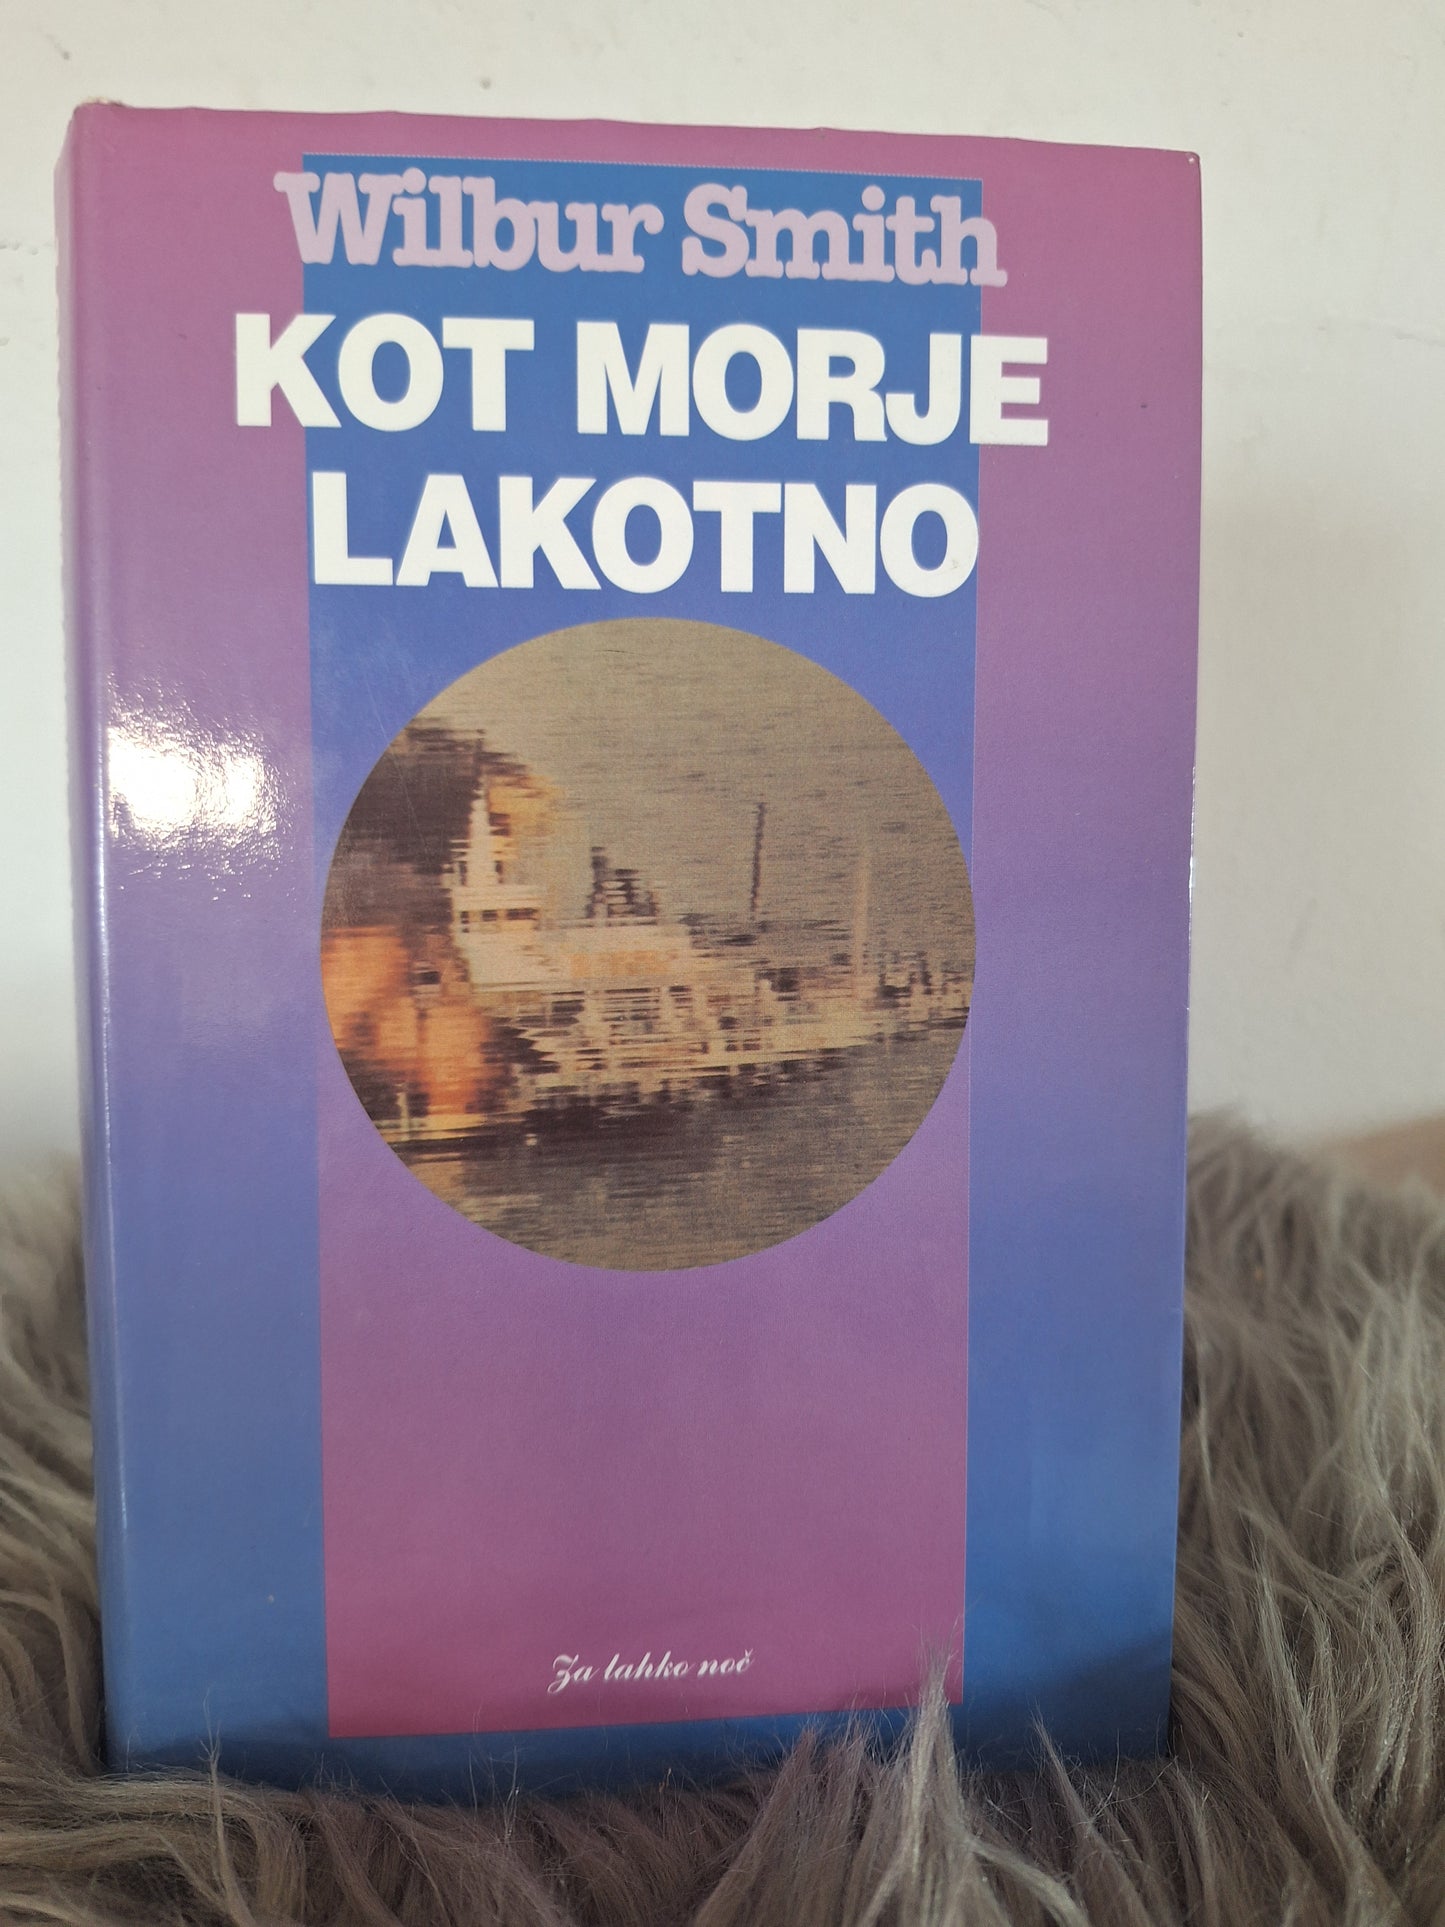 Wilbur Smith
KOT MORJE
LAKOTNO
Za lahko noč